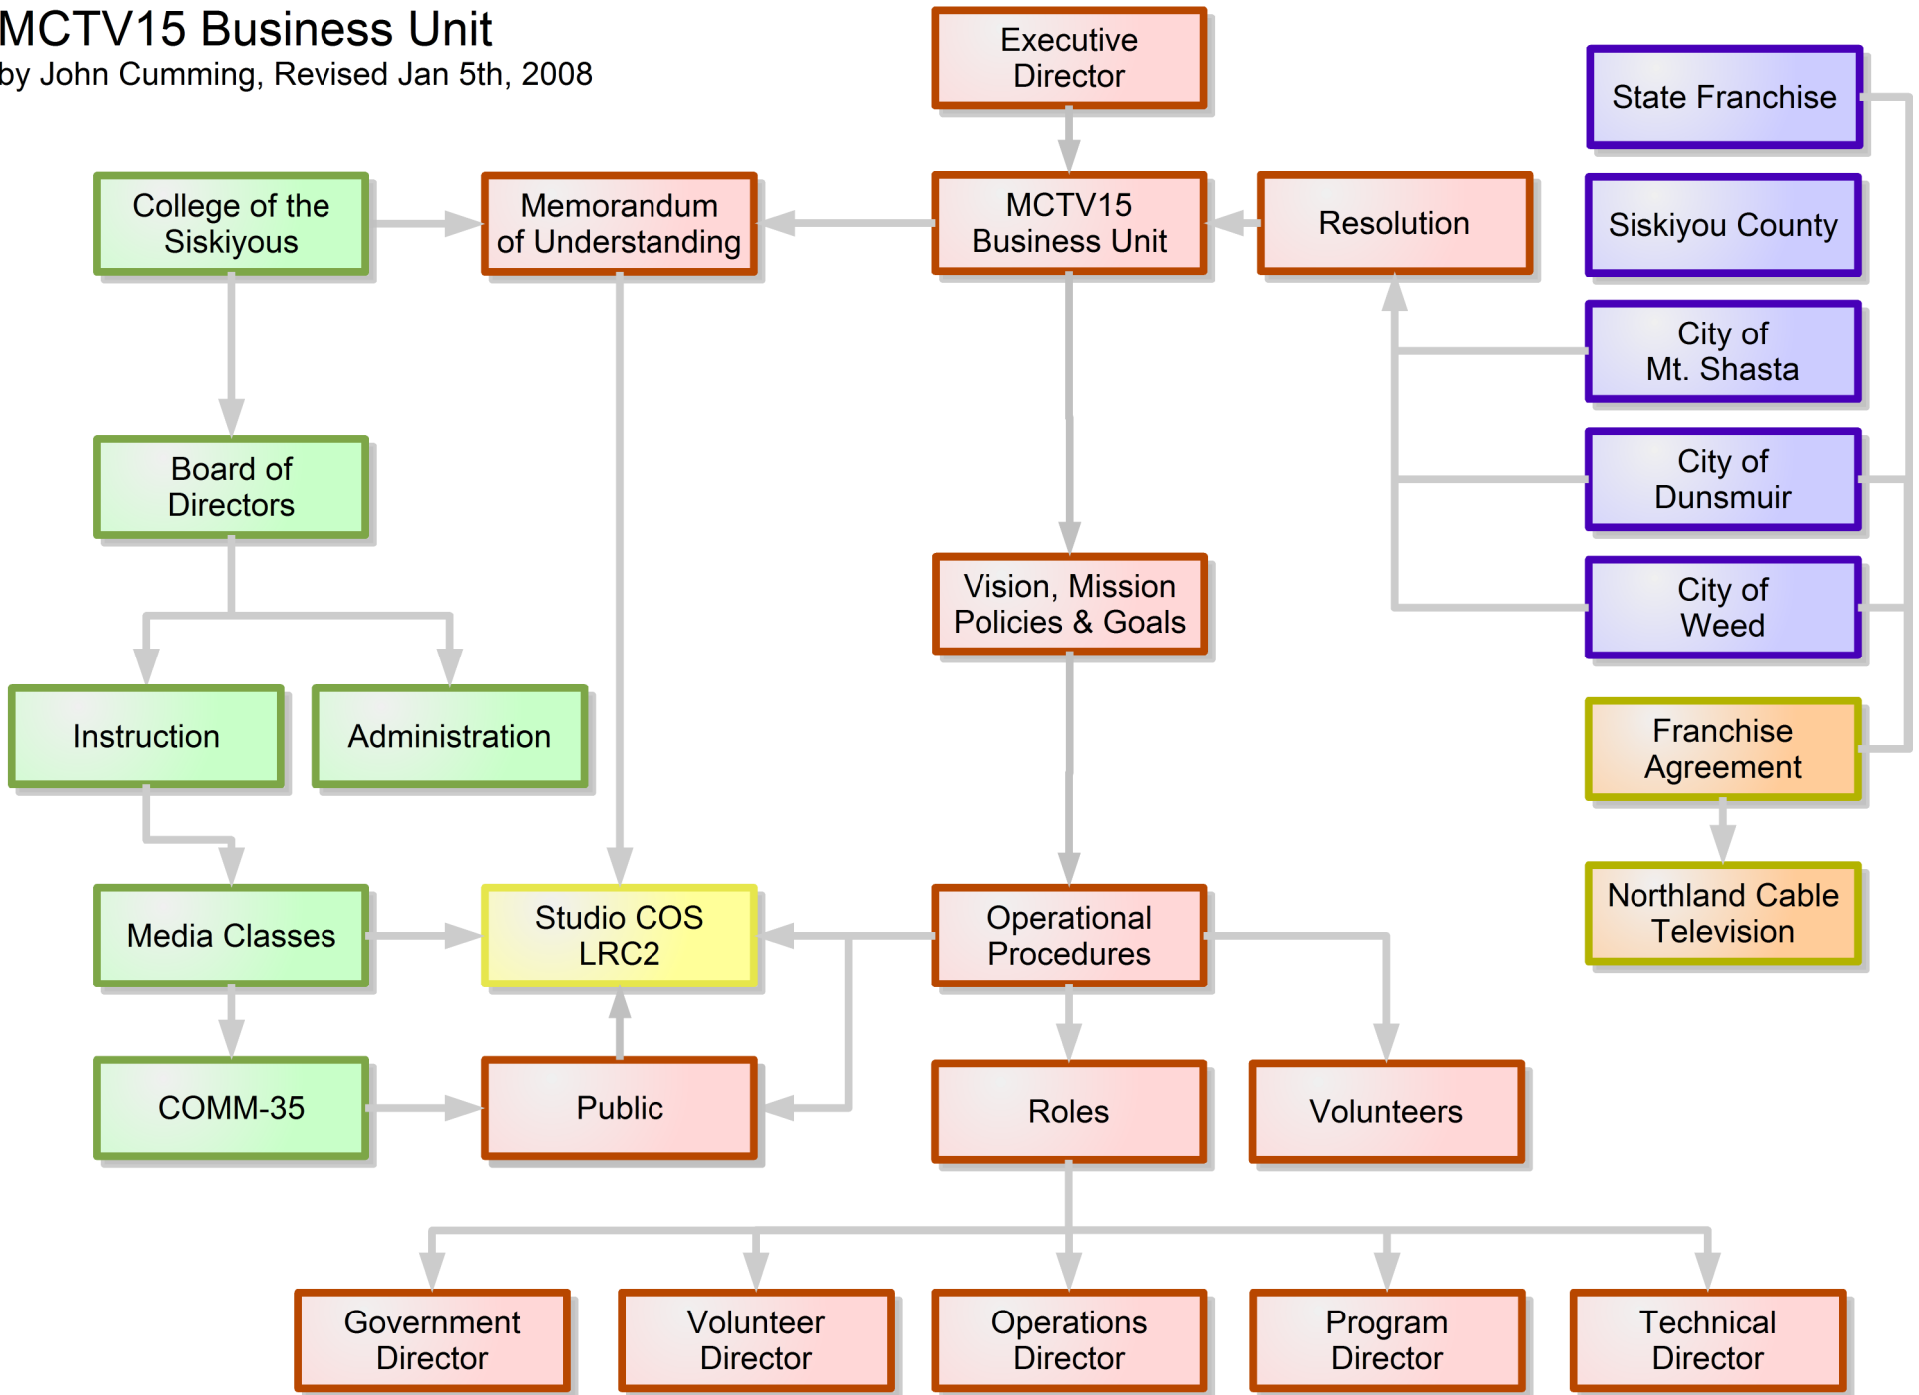 MCTV15 Business Unit
by John Cumming, Revised Jan 5th, 2008
Executive
Director
State Franchise
College of the
Siskiyous
Memorandum
of Understanding
MCTV15
Business Unit
Resolution
Siskiyou County
City of
Mt. Shasta
Board of
Directors
City of
Dunsmuir
Vision, Mission
Policies & Goals
City of
Weed
Instruction
Administration
Franchise
Agreement
Media Classes
Studio COS
LRC2
Operational
Procedures
Northland Cable
Television
COMM-35
Public
Roles
Volunteers
Government
Director
Volunteer
Director
Operations
Director
Program
Director
Technical
Director